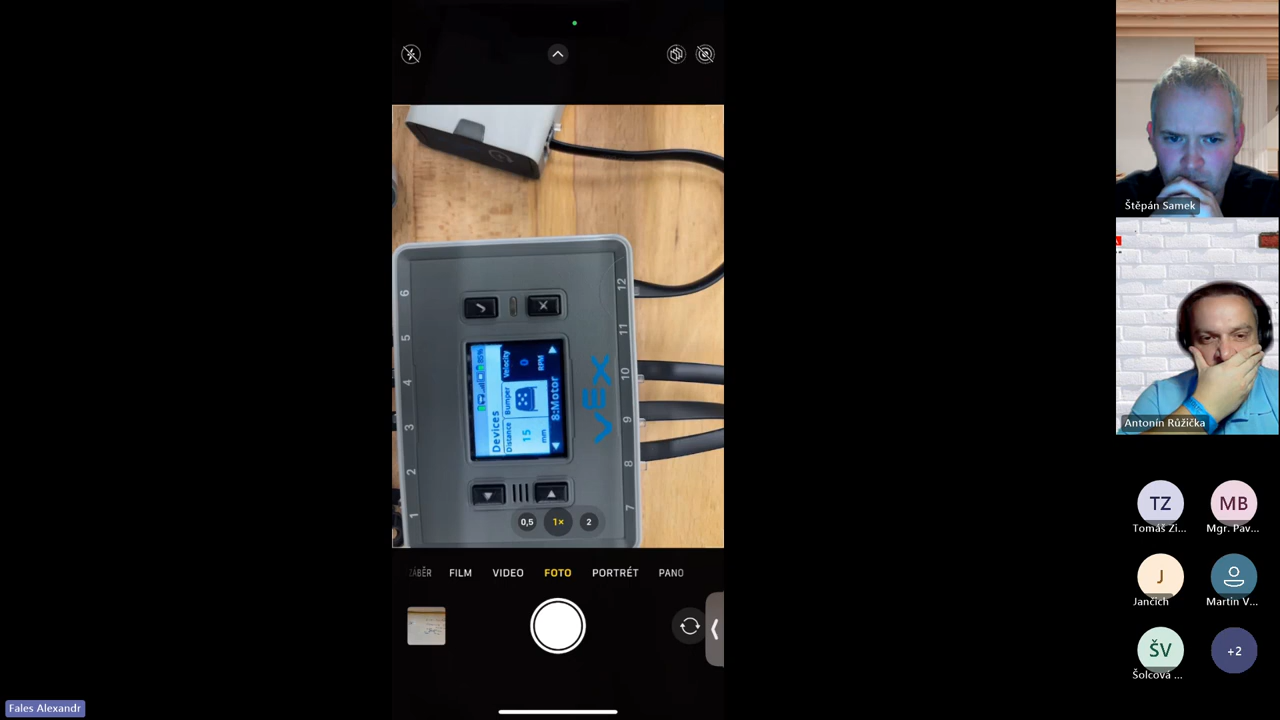 Štěpán Samek
Antonín Růžička
TZ
MB
Tomáš Zi...
Mgr. Pav...
J
Jančich
Martin V...
ŠV
Šolcová ...
+2
Fales Alexandr
6
5
4
3
2
1
12
11
10
9
8
7
vex
85%
Devices
Distance
15
mm
Bumper
Velocity
0
RPM
8:Motor
0,5
1×
2
ZÁBĚR
FILM
VIDEO
FOTO
PORTRÉT
PANO